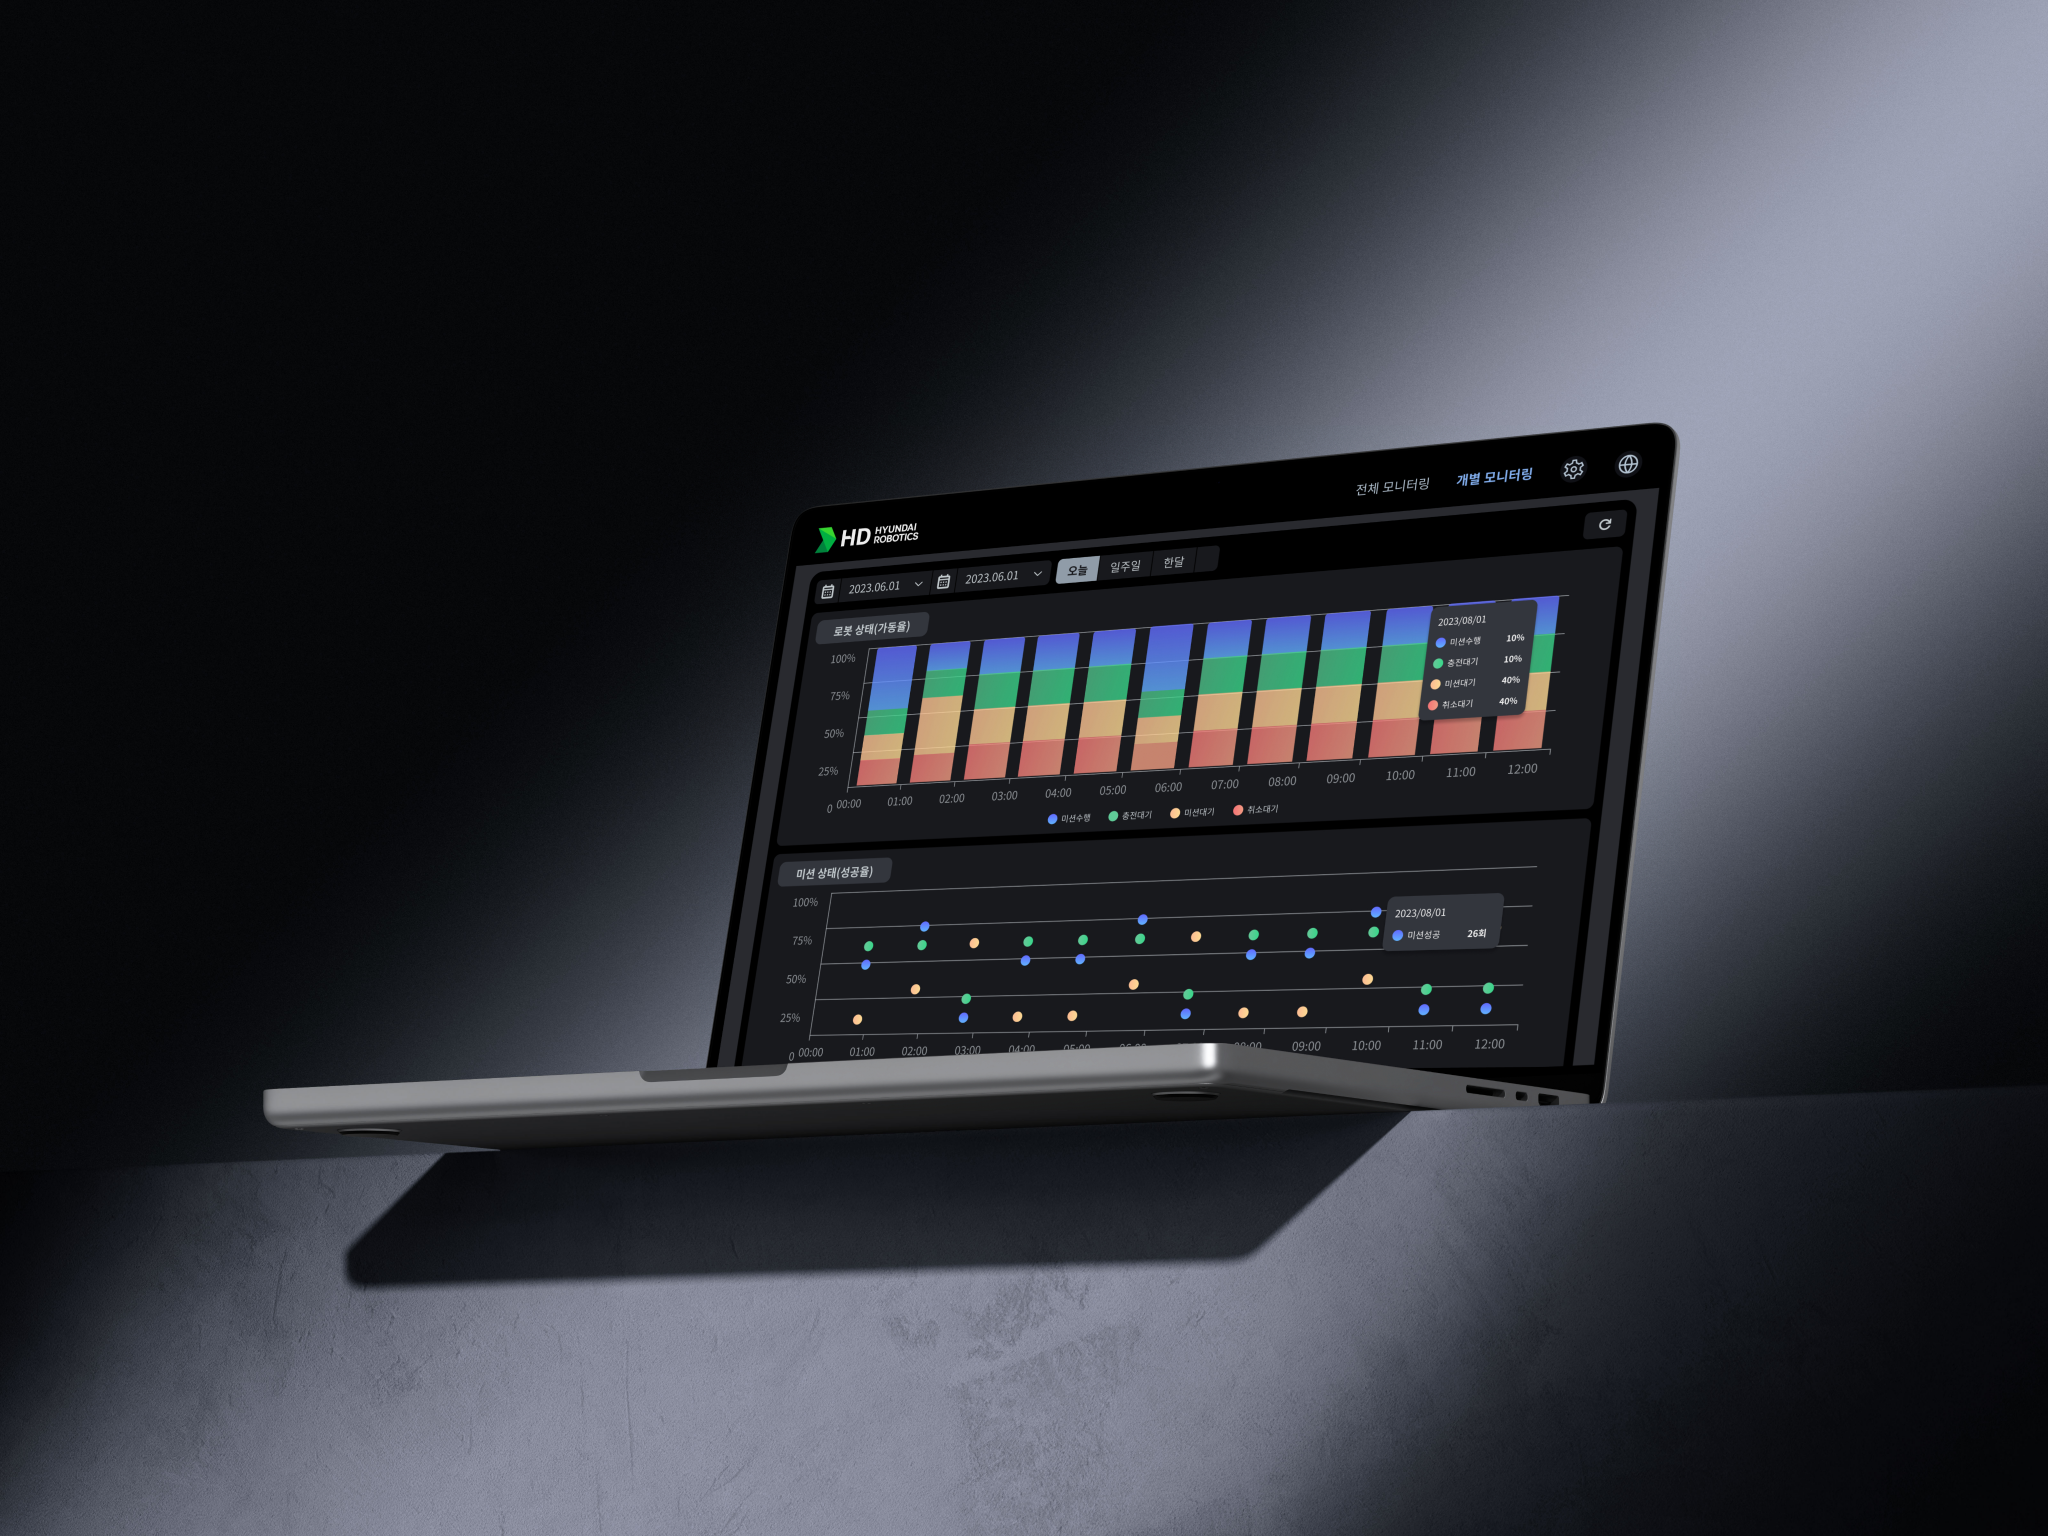 전체 모니터링
개별 모니터링
HD HYUNDAI
ROBOTICS
2023.06.01
2023.06.01
오늘
일주일
한달
로봇 상태(가동율)
100%
75%
50%
25%
0
00:00 01:00 02:00 03:00 04:00 05:00 06:00 07:00 08:00 09:00 10:00 11:00 12:00
2023/08/01
미션수행 10%
충전대기 10%
미션대기 40%
취소대기 40%
미션수행 충전대기 미션대기 취소대기
미션 상태(성공율)
100%
75%
50%
25%
0
2023/08/01
미션성공 26회
00:00 01:00 02:00 03:00 04:00 05:00 09:00 10:00 11:00 12:00